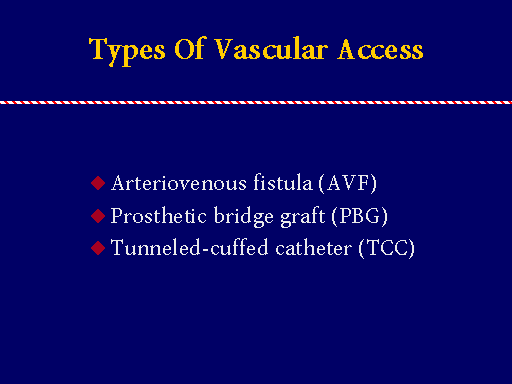 Types Of Vascular Access
Arteriovenous fistula (AVF)
Prosthetic bridge graft (PBG)
Tunneled-cuffed catheter (TCC)